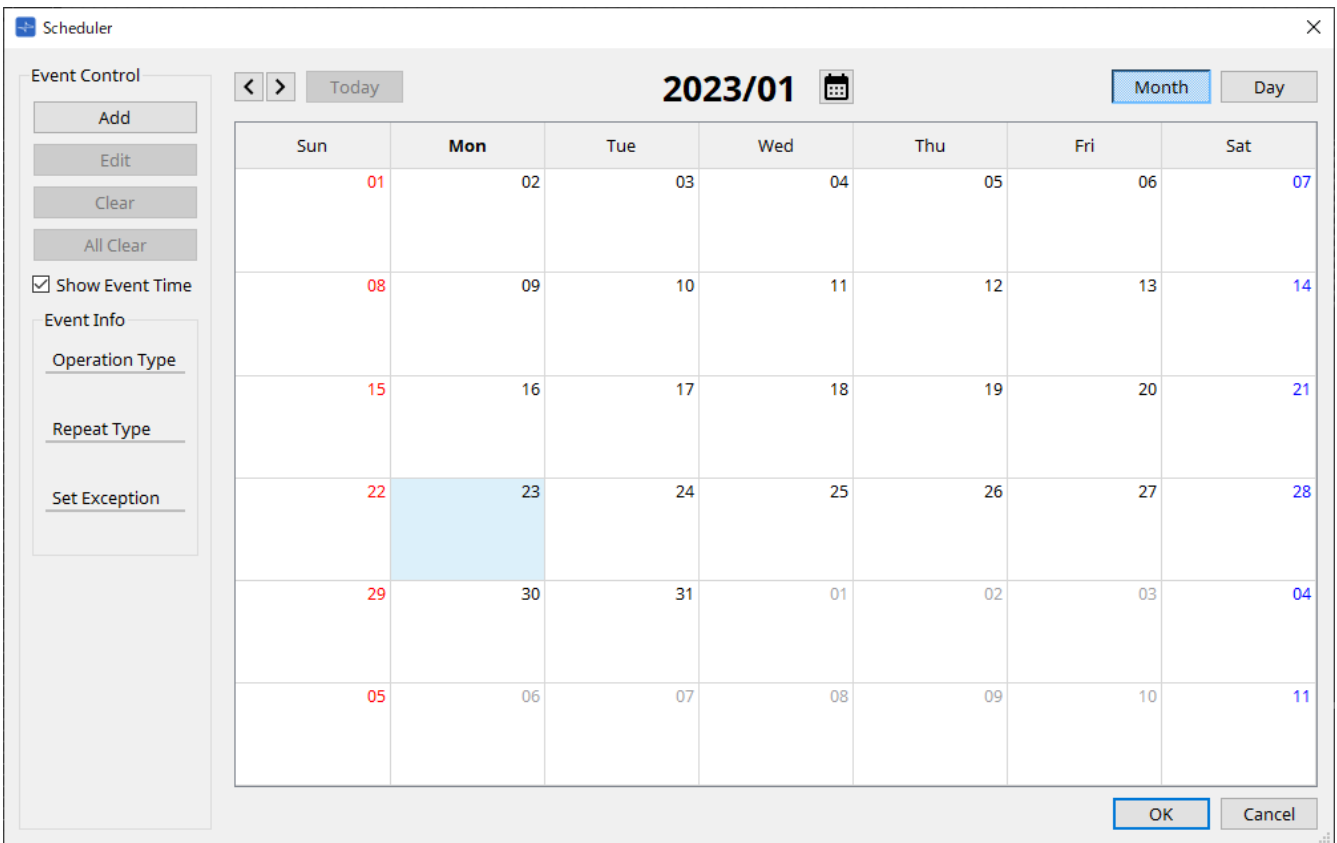 Scheduler
Event Control
Add
Edit
Clear
All Clear
Show Event Time
Event Info
Operation Type
Repeat Type
Set Exception
Today
2023/01
Month Day
Sun Mon Tue Wed Thu Fri Sat
01 02 03 04 05 06 07
08 09 10 11 12 13 14
15 16 17 18 19 20 21
22 23 24 25 26 27 28
29 30 31 01 02 03 04
05 06 07 08 09 10 11
OK Cancel